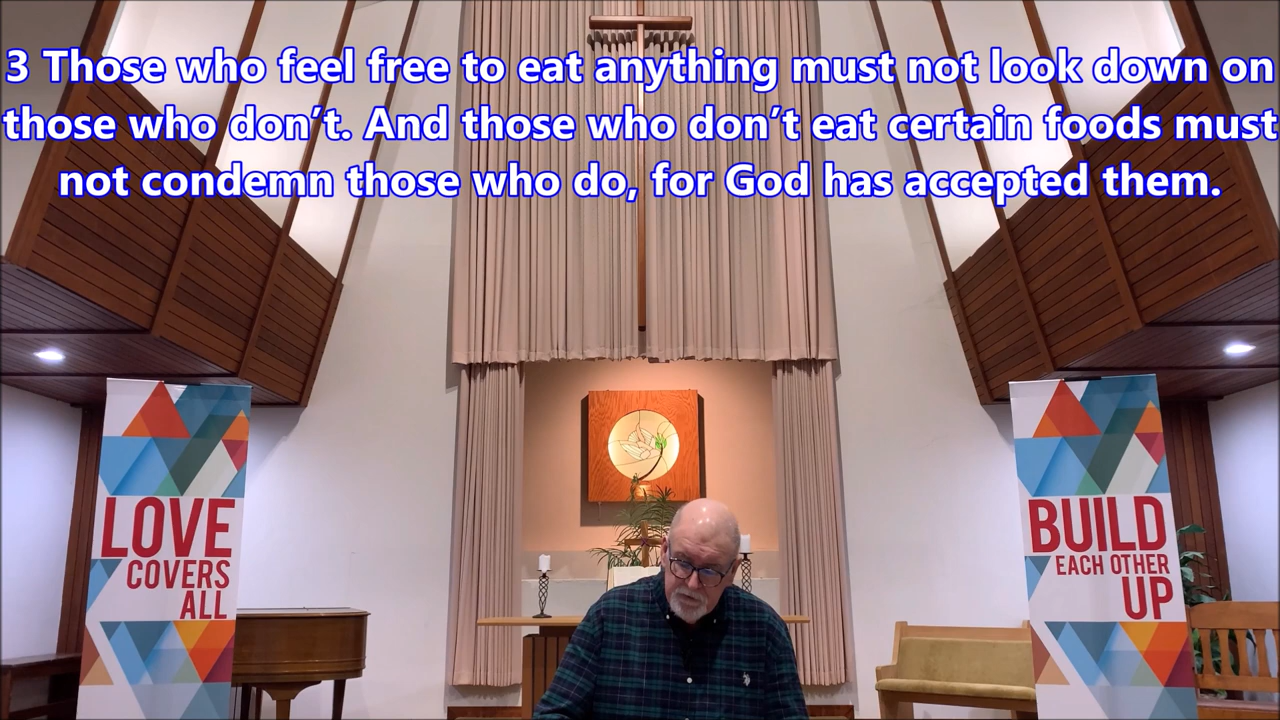 3 Those who feel free to eat anything must not look down on
those who don’t. And those who don’t eat certain foods must
not condemn those who do, for God has accepted them.
LOVE
COVERS
ALL
BUILD
EACH OTHER
UP